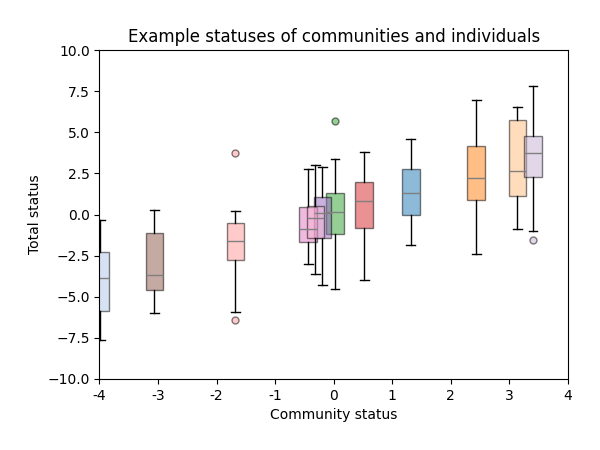 Example statuses of communities and individuals
10.0
7.5
5.0
2.5
0.0
−2.5
−5.0
−7.5
−10.0
Total status
-4 -3 -2 -1 0 1 2 3 4
Community status